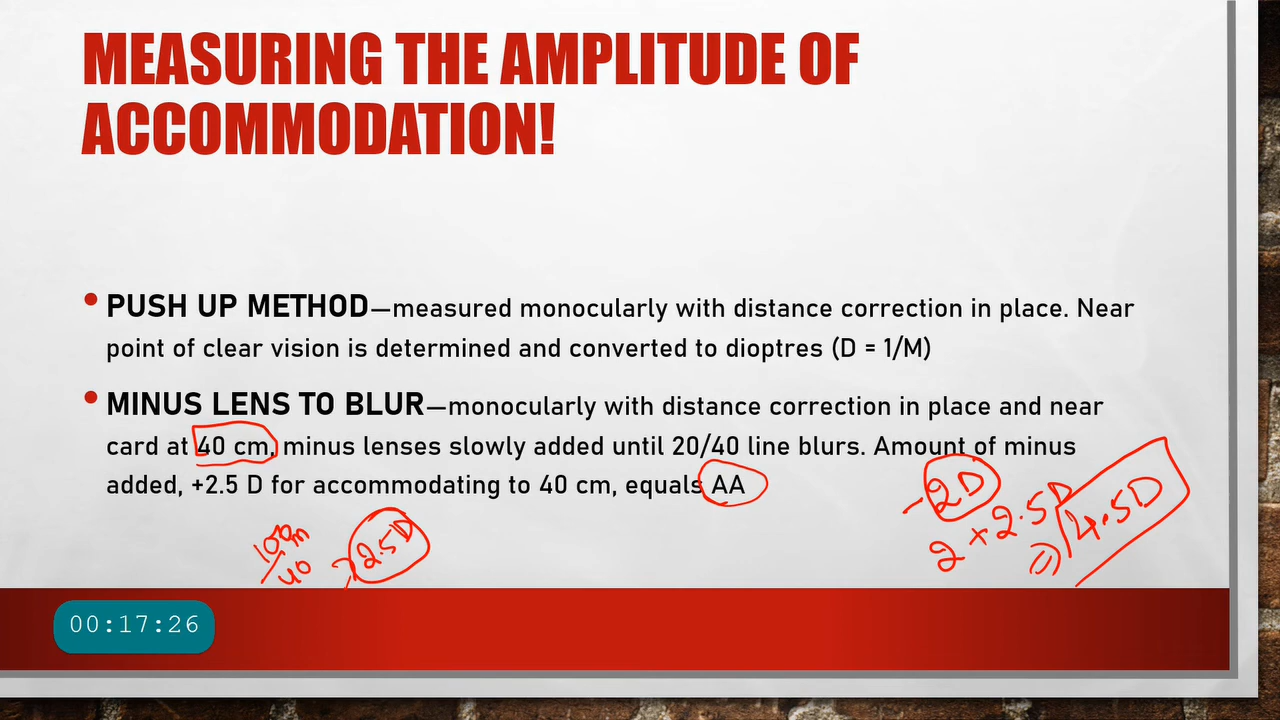 MEASURING THE AMPLITUDE OF
ACCOMMODATION!
• PUSH UP METHOD—measured monocularly with distance correction in place. Near
point of clear vision is determined and converted to dioptres (D = 1/M)
• MINUS LENS TO BLUR—monocularly with distance correction in place and near
card at 40 cm, minus lenses slowly added until 20/40 line blurs. Amount of minus
added, +2.5 D for accommodating to 40 cm, equals AA
-2D
2 + 2.5D
4.5D
40
2.5D
00:17:26